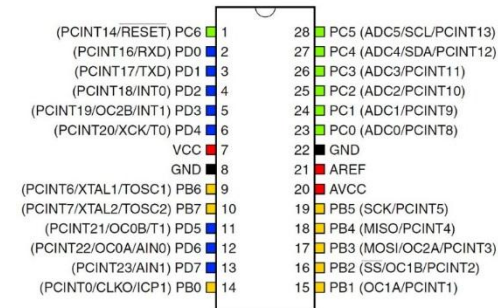 (PCINT14/RESET) PC6 1 28 PC5 (ADC5/SCL/PCINT13)
(PCINT16/RXD) PD0 2 27 PC4 (ADC4/SDA/PCINT12)
(PCINT17/TXD) PD1 3 26 PC3 (ADC3/PCINT11)
(PCINT18/INT0) PD2 4 25 PC2 (ADC2/PCINT10)
(PCINT19/OC2B/INT1) PD3 5 24 PC1 (ADC1/PCINT9)
(PCINT20/XCK/T0) PD4 6 23 PC0 (ADC0/PCINT8)
VCC 7 22 GND
GND 8 21 AREF
(PCINT6/XTAL1/TOSC1) PB6 9 20 AVCC
(PCINT7/XTAL2/TOSC2) PB7 10 19 PB5 (SCK/PCINT5)
(PCINT21/OC0B/T1) PD5 11 18 PB4 (MISO/PCINT4)
(PCINT22/OC0A/AIN0) PD6 12 17 PB3 (MOSI/OC2A/PCINT3)
(PCINT23/AIN1) PD7 13 16 PB2 (SS/OC1B/PCINT2)
(PCINT0/CLKO/ICP1) PB0 14 15 PB1 (OC1A/PCINT1)